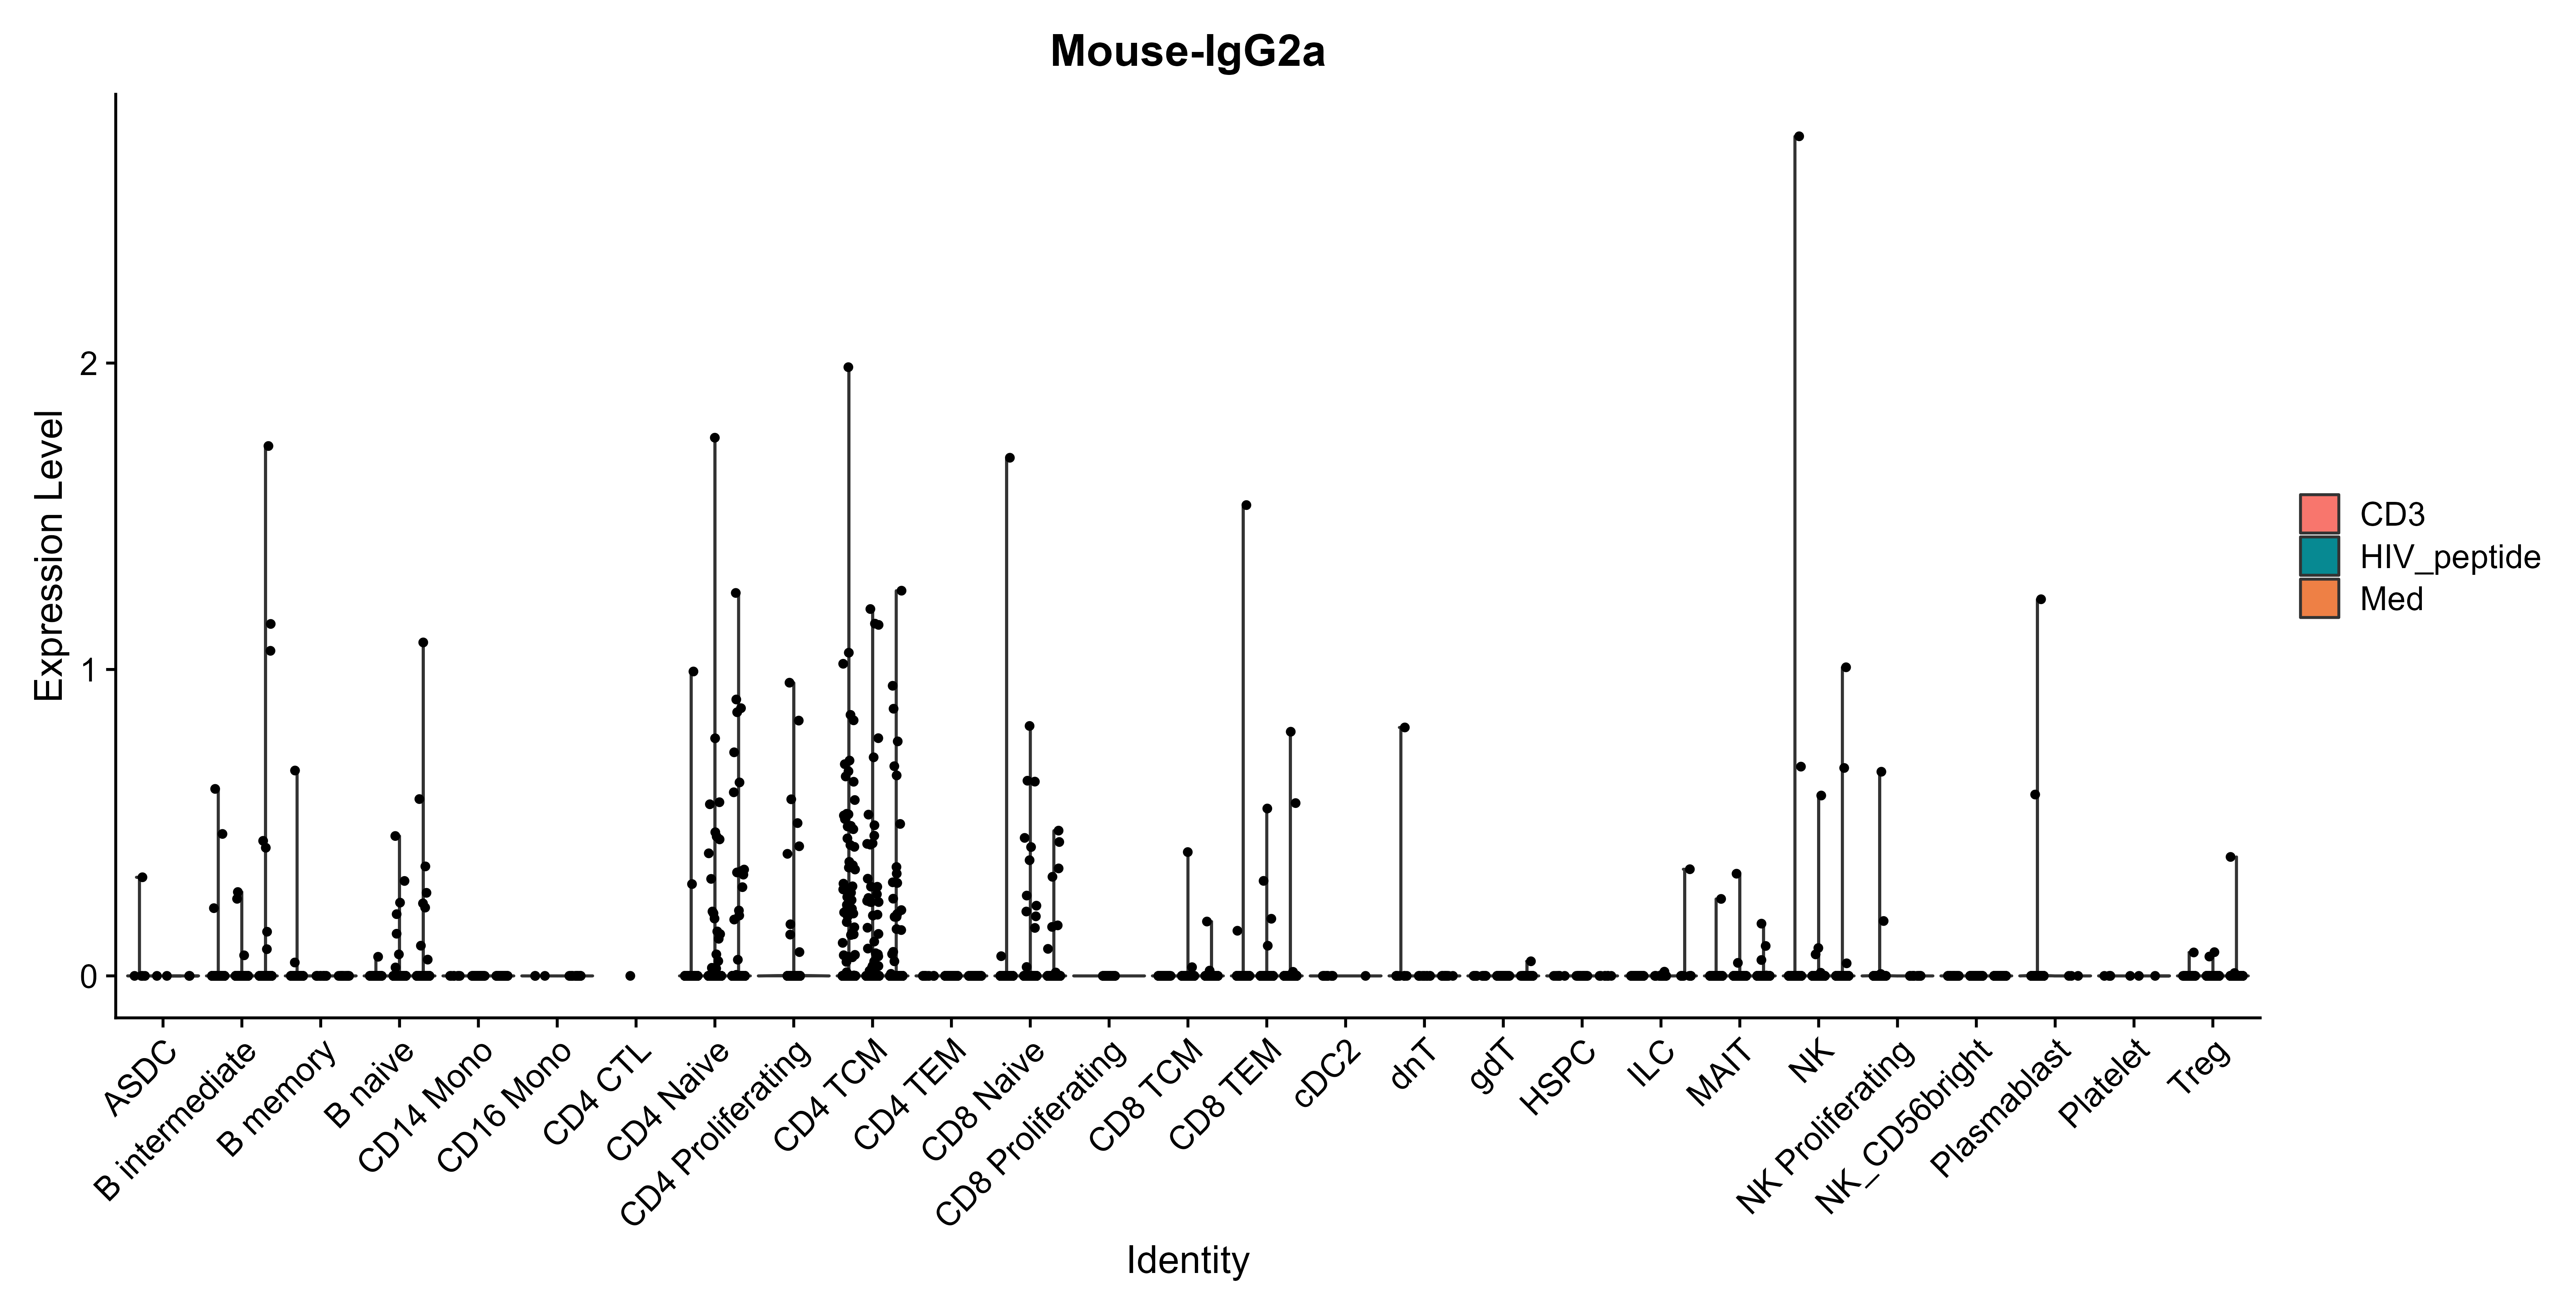 Mouse-IgG2a
Expression Level
2
1
0
CD3
HIV_peptide
Med
ASDC
B intermediate
B memory
B naive
CD14 Mono
CD16 Mono
CD4 CTL
CD4 Naive
CD4 Proliferating
CD4 TCM
CD4 TEM
CD8 Naive
CD8 Proliferating
CD8 TCM
CD8 TEM
cDC2
dnT
gdT
HSPC
ILC
MAIT
NK
NK Proliferating
NK_CD56bright
Plasmablast
Platelet
Treg
Identity